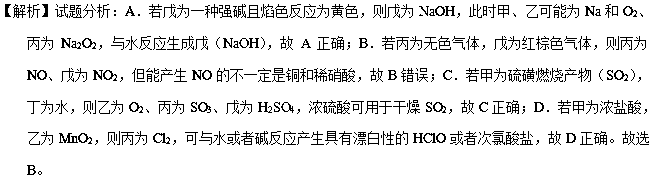 【解析】试题分析：A．若戊为一种强碱且焰色反应为黄色，则戊为 NaOH，此时甲、乙可能为 Na 和 O₂、
丙为 Na₂O₂，与水反应生成戊（NaOH），故 A 正确；B．若丙为无色气体，戊为红棕色气体，则丙为
NO、戊为 NO₂，但能产生 NO 的不一定是铜和稀硝酸，故 B 错误；C．若甲为硫磺燃烧产物（SO₂），
丁为水，则乙为 O₂、丙为 SO₃、戊为 H₂SO₄，浓硫酸可用于干燥 SO₂，故 C 正确；D．若甲为浓盐酸，
乙为 MnO₂，则丙为 Cl₂，可与水或者碱反应产生具有漂白性的 HClO 或者次氯酸盐，故 D 正确。故选
B。